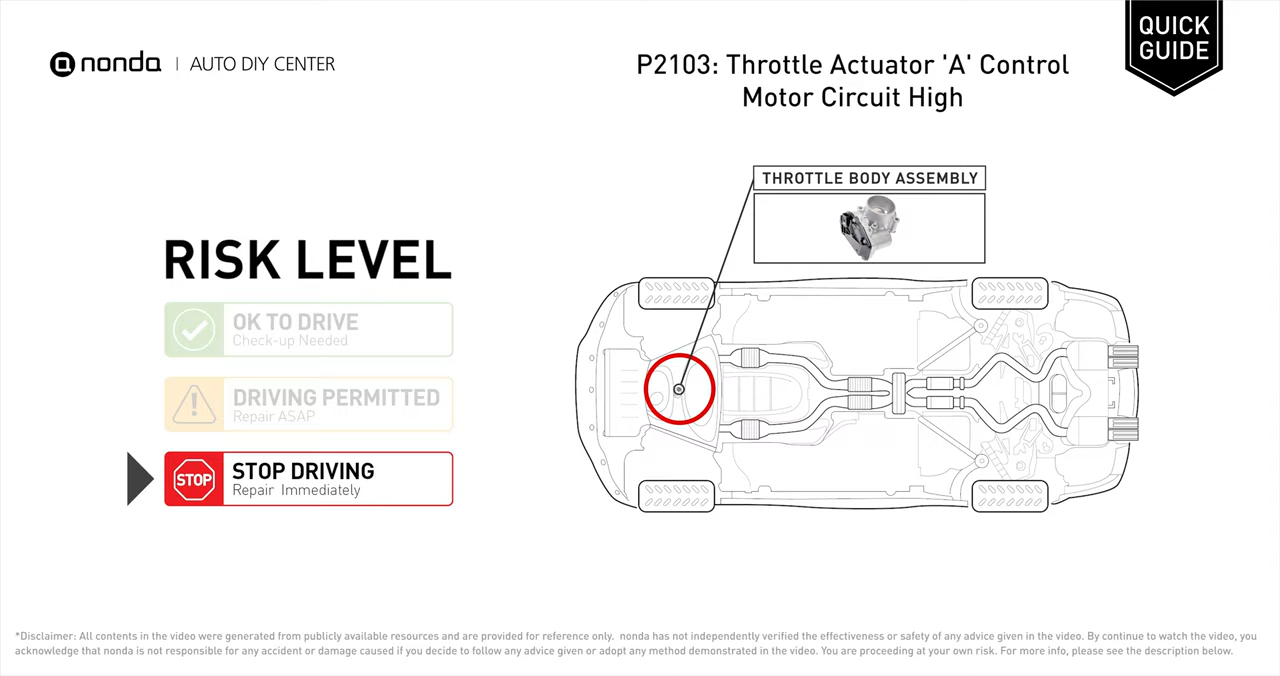 nonda | AUTO DIY CENTER
P2103: Throttle Actuator 'A' Control
Motor Circuit High
QUICK
GUIDE
THROTTLE BODY ASSEMBLY
RISK LEVEL
OK TO DRIVE
Check-up Needed
DRIVING PERMITTED
Repair ASAP
STOP
STOP DRIVING
Repair Immediately
*Disclaimer: All contents in the video were generated from publicly available resources and are provided for reference only. nonda has not independently verified the effectiveness or safety of any advice given in the video. By continue to watch the video, you
acknowledge that nonda is not responsible for any accident or damage caused if you decide to follow any advice given or adopt any method demonstrated in the video. You are proceeding at your own risk. For more info, please see the description below.